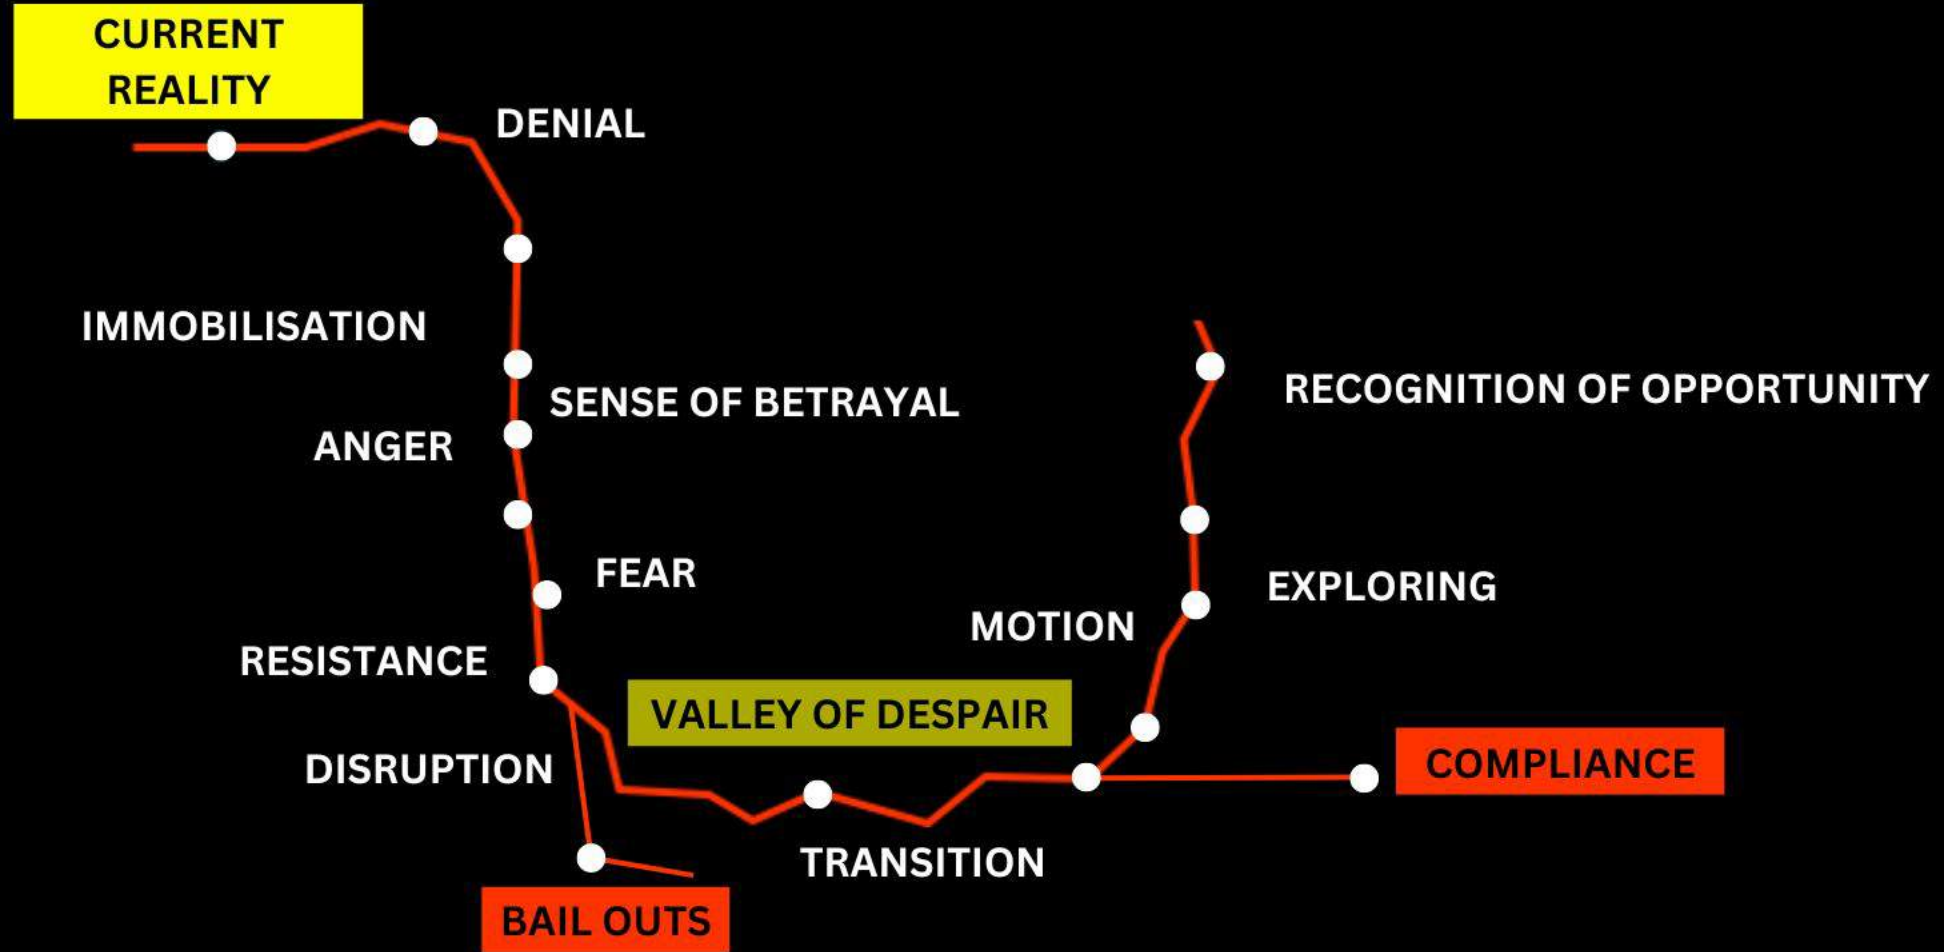 CURRENT
REALITY
DENIAL
IMMOBILISATION
SENSE OF BETRAYAL
ANGER
FEAR
RESISTANCE
DISRUPTION
BAIL OUTS
VALLEY OF DESPAIR
TRANSITION
COMPLIANCE
MOTION
EXPLORING
RECOGNITION OF OPPORTUNITY